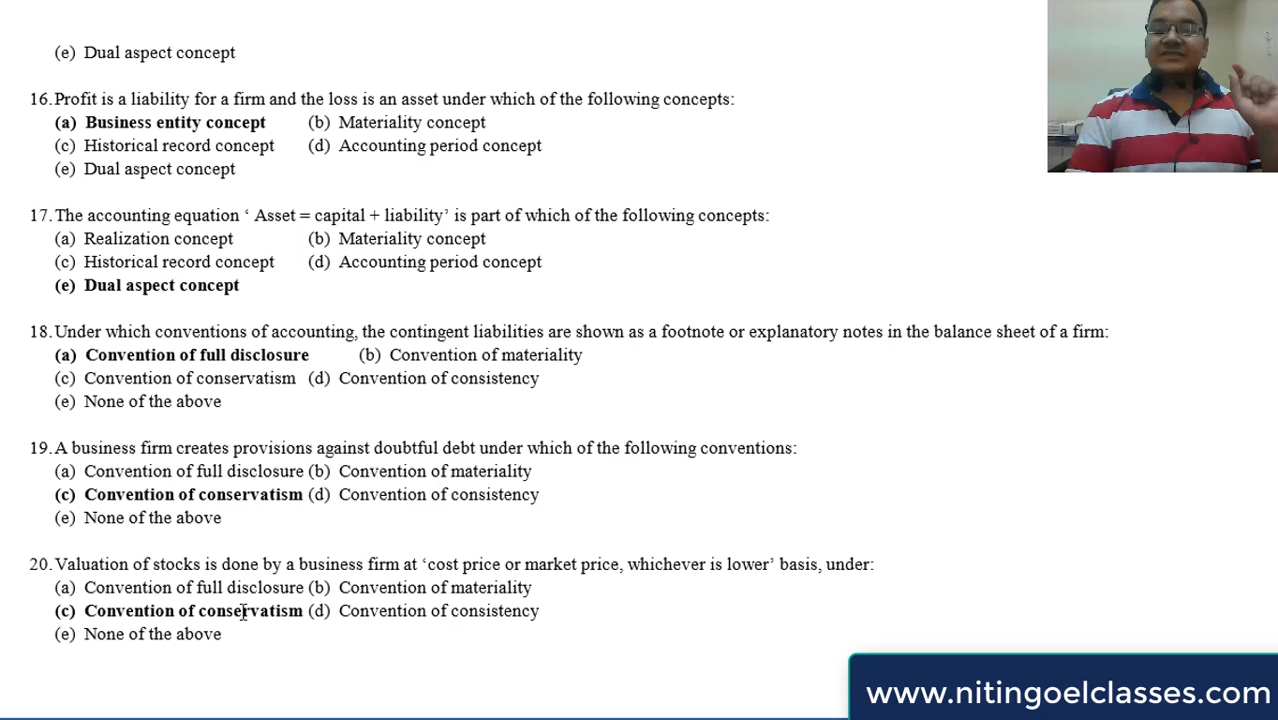 (e) Dual aspect concept
16. Profit is a liability for a firm and the loss is an asset under which of the following concepts:
(a) Business entity concept (b) Materiality concept
(c) Historical record concept (d) Accounting period concept
(e) Dual aspect concept
17. The accounting equation ‘ Asset = capital + liability’ is part of which of the following concepts:
(a) Realization concept (b) Materiality concept
(c) Historical record concept (d) Accounting period concept
(e) Dual aspect concept
18. Under which conventions of accounting, the contingent liabilities are shown as a footnote or explanatory notes in the balance sheet of a firm:
(a) Convention of full disclosure (b) Convention of materiality
(c) Convention of conservatism (d) Convention of consistency
(e) None of the above
19. A business firm creates provisions against doubtful debt under which of the following conventions:
(a) Convention of full disclosure (b) Convention of materiality
(c) Convention of conservatism (d) Convention of consistency
(e) None of the above
20. Valuation of stocks is done by a business firm at ‘cost price or market price, whichever is lower’ basis, under:
(a) Convention of full disclosure (b) Convention of materiality
(c) Convention of conservatism (d) Convention of consistency
(e) None of the above
www.nitingoelclasses.com